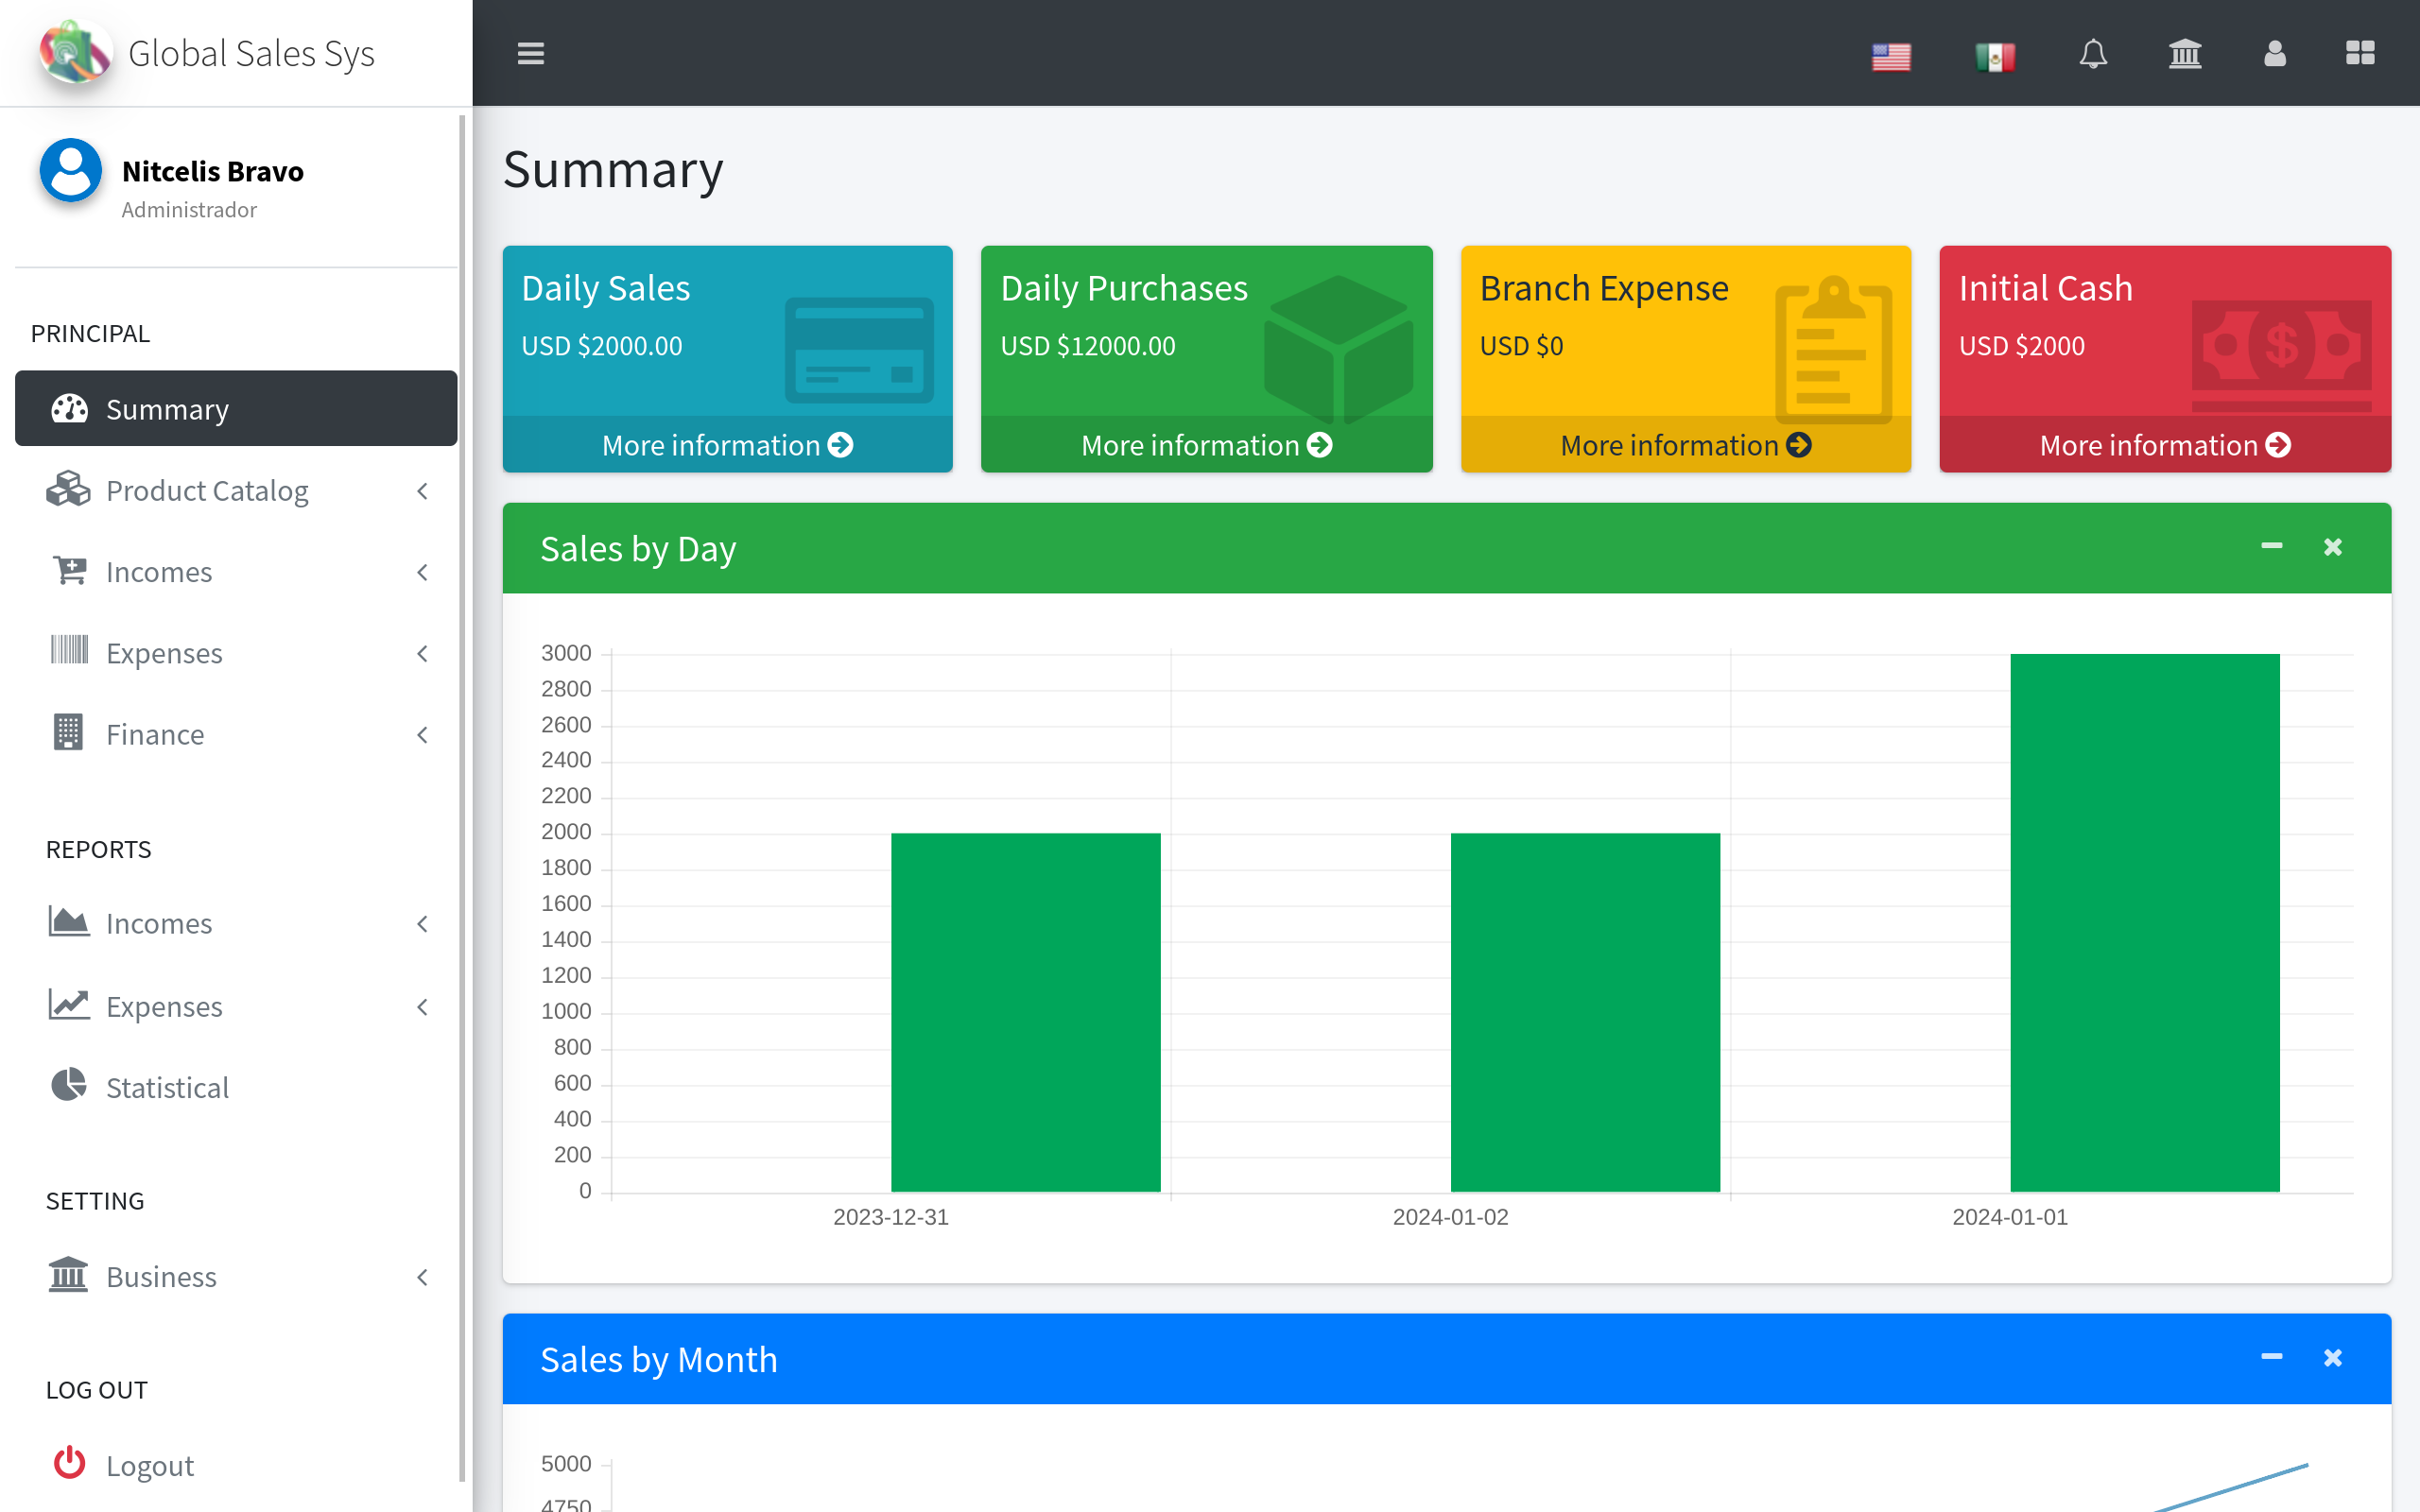 Global Sales Sys
Nitcelis Bravo
Administrador
PRINCIPAL
Summary
Product Catalog
Incomes
Expenses
Finance
REPORTS
Incomes
Expenses
Statistical
SETTING
Business
LOG OUT
Logout
Summary
Daily Sales
USD $2000.00
More information
Daily Purchases
USD $12000.00
More information
Branch Expense
USD $0
More information
Initial Cash
USD $2000
More information
Sales by Day
3000
2800
2600
2400
2200
2000
1800
1600
1400
1200
1000
800
600
400
200
0
2023-12-31 2024-01-02 2024-01-01
Sales by Month
5000
4750